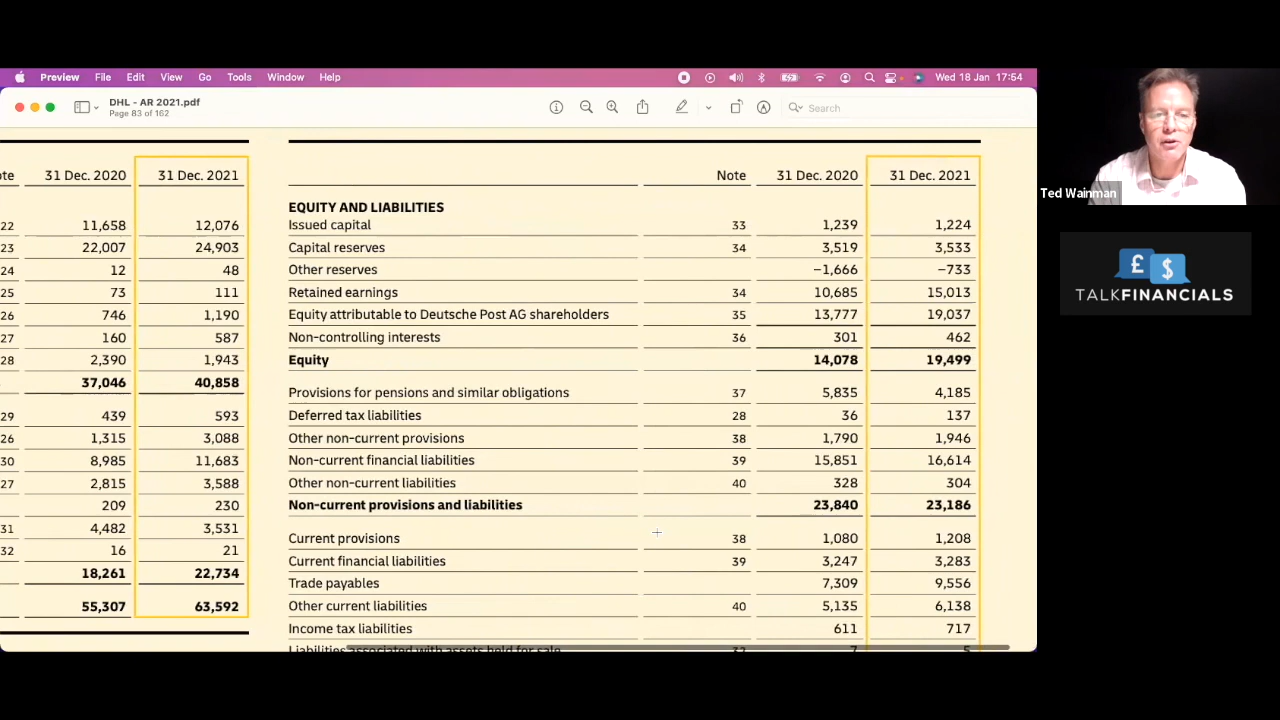 Preview File Edit View Go Tools Window Help Wed 18 Jan 17:54
DHL - AR 2021.pdf
Page 83 of 162
Search
Ted Wainman
£ $
TALKFINANCIALS
ote 31 Dec. 2020 31 Dec. 2021
22 11,658 12,076
23 22,007 24,903
24 12 48
25 73 111
26 746 1,190
27 160 587
28 2,390 1,943
37,046 40,858
29 439 593
26 1,315 3,088
30 8,985 11,683
27 2,815 3,588
209 230
31 4,482 3,531
32 16 21
18,261 22,734
55,307 63,592
Note 31 Dec. 2020 31 Dec. 2021
EQUITY AND LIABILITIES
Issued capital 33 1,239 1,224
Capital reserves 34 3,519 3,533
Other reserves −1,666 −733
Retained earnings 34 10,685 15,013
Equity attributable to Deutsche Post AG shareholders 35 13,777 19,037
Non-controlling interests 36 301 462
Equity 14,078 19,499
Provisions for pensions and similar obligations 37 5,835 4,185
Deferred tax liabilities 28 36 137
Other non-current provisions 38 1,790 1,946
Non-current financial liabilities 39 15,851 16,614
Other non-current liabilities 40 328 304
Non-current provisions and liabilities 23,840 23,186
Current provisions 38 1,080 1,208
Current financial liabilities 39 3,247 3,283
Trade payables 7,309 9,556
Other current liabilities 40 5,135 6,138
Income tax liabilities 611 717
Liabilities associated with assets held for sale 32 7 5